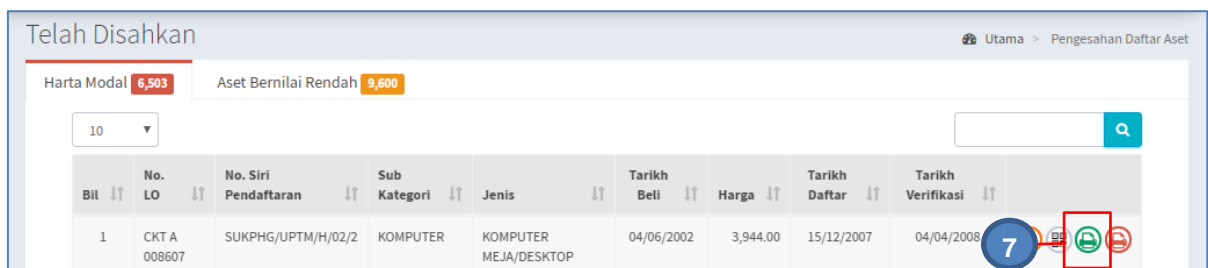 Telah Disahkan
Utama > Pengesahan Daftar Aset
Harta Modal 6,503 Aset Bernilai Rendah 9,600
10
Bil No. LO No. Siri Pendaftaran Sub Kategori Jenis Tarikh Beli Harga Tarikh Daftar Tarikh Verifikasi
1 CKT A 008607 SUKPHG/UPTM/H/02/2 KOMPUTER KOMPUTER MEJA/DESKTOP 04/06/2002 3,944.00 15/12/2007 04/04/2008
7